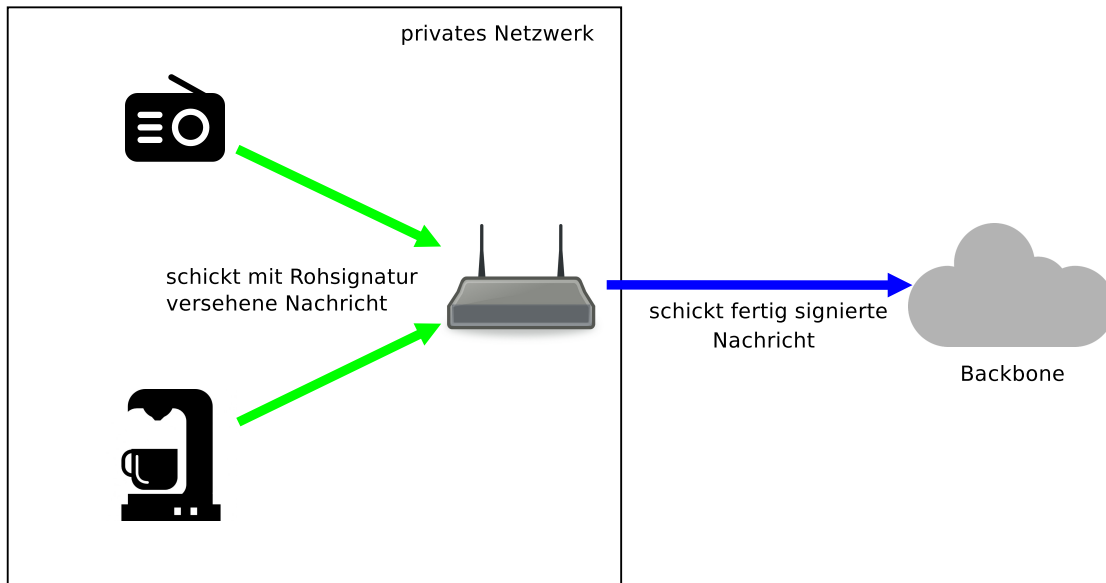 privates Netzwerk
schickt mit Rohsignatur
versehene Nachricht
schickt fertig signierte
Nachricht
Backbone